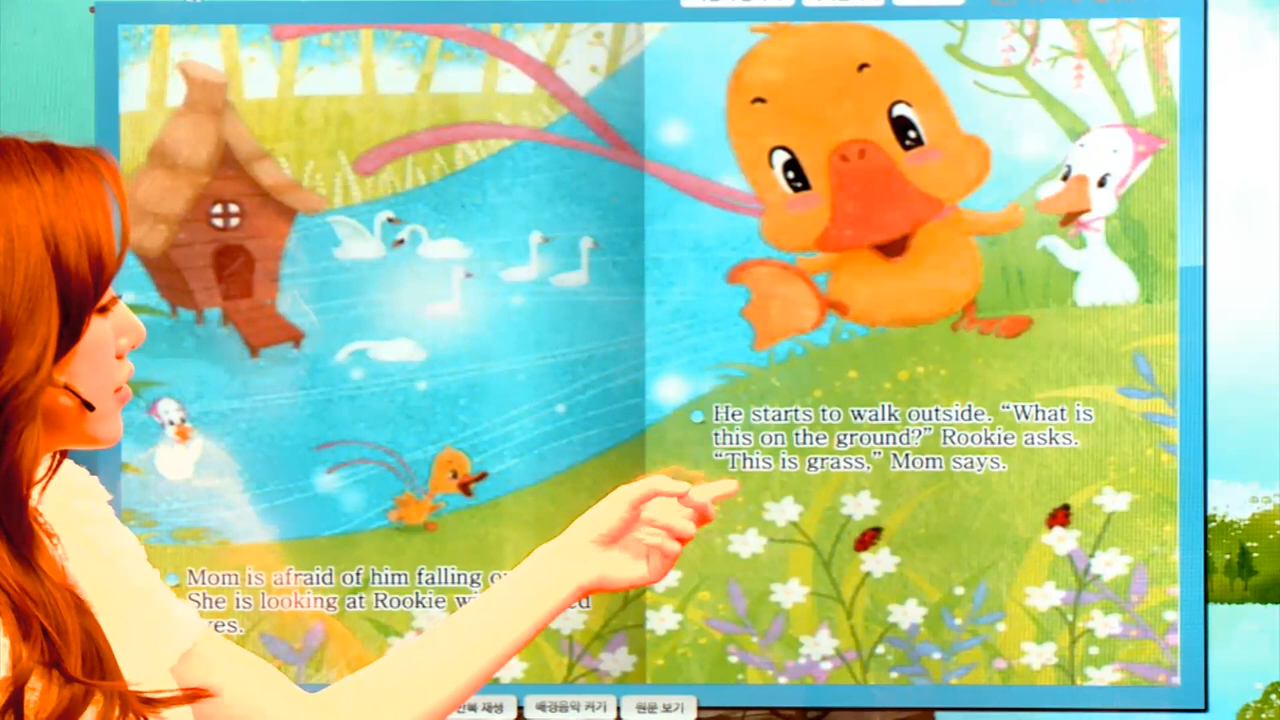 Mom is afraid of him falling
She is looking at Rookie
He starts to walk outside. “What is
this on the ground?” Rookie asks.
“This is grass,” Mom says.
재생
배경음악 켜기
원문 보기